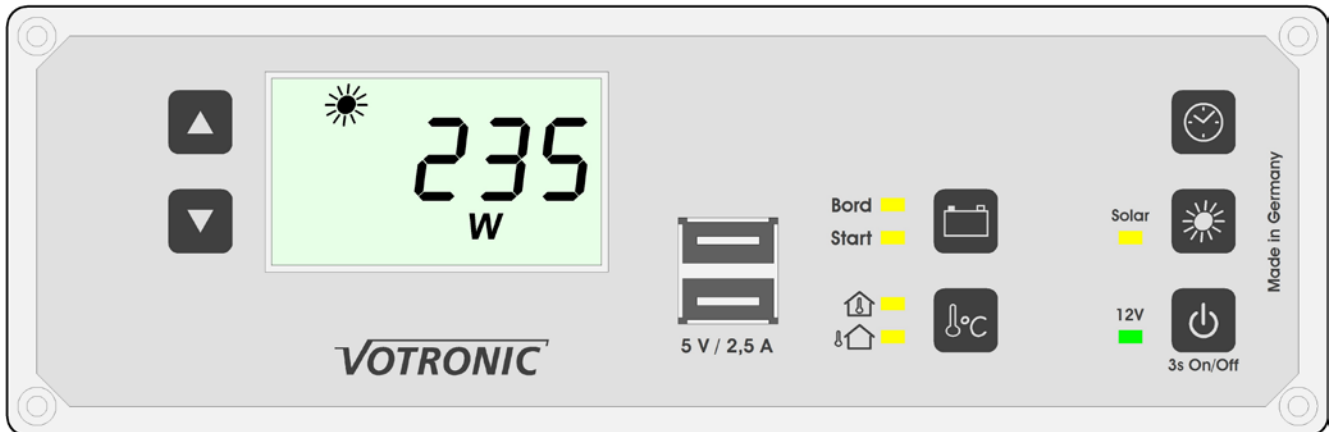 235
W
VOTRONIC
5 V / 2,5 A
Bord
Start
°C
Solar
12V
3s On/Off
Made in Germany